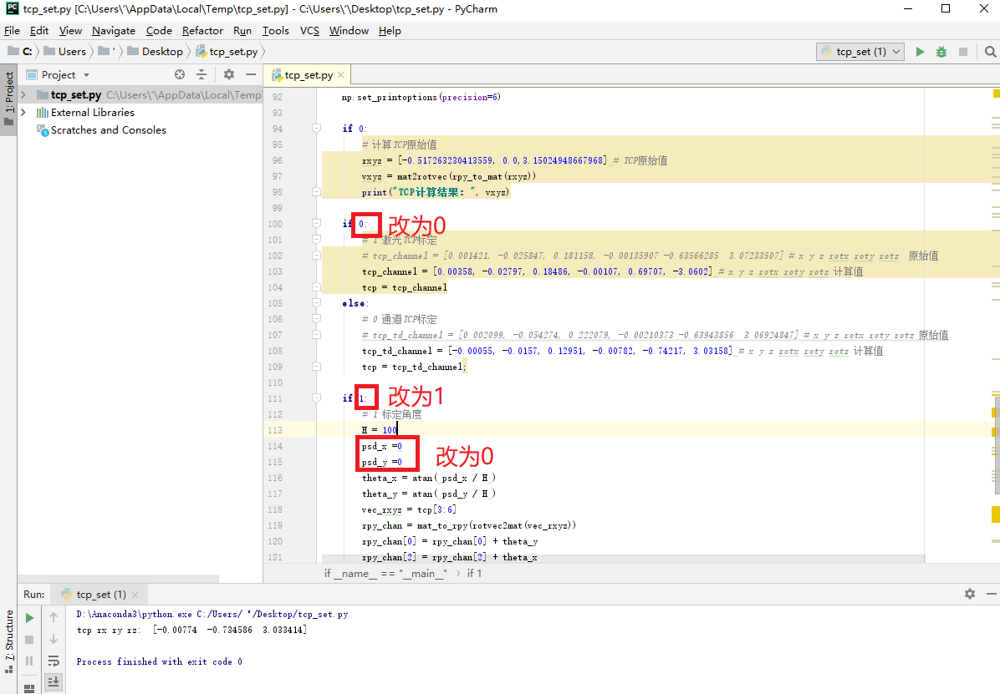 tcp_set.py [C:\Users\‘\AppData\Local\Temp\tcp_set.py] - C:\Users\‘\Desktop\tcp_set.py - PyCharm
File Edit View Navigate Code Refactor Run Tools VCS Window Help
C: Users ‘ Desktop tcp_set.py
tcp_set (1)
1: Project
Project
tcp_set.py C:\Users\‘\AppData\Local\Temp\
External Libraries
Scratches and Consoles
tcp_set.py
92 np.set_printoptions(precision=6)
93
94 if 0:
95 # 计算TCP原始值
96 rxyz = [-0.517263230413559, 0.0,3.15024948667968] # TCP原始值
97 vxyz = mat2rotvec(rpy_to_mat(rxyz))
98 print("TCP计算结果：", vxyz)
99
100 if 0: 改为0
101 # 1 激光TCP标定
102 # tcp_channel = [0.001421, -0.025847, 0.181158, -0.00135907 -0.63566285 3.07233507] # x y z rotx roty rotz 原始值
103 tcp_channel = [0.00358, -0.02797, 0.18486, -0.00107, 0.69707, -3.0602] # x y z rotx roty rotz 计算值
104 tcp = tcp_channel
105 else:
106 # 0 通道TCP标定
107 # tcp_td_channel = [0.002099, -0.054274, 0.222079, -0.00210373 -0.63943856 3.06924847] # x y z rotx roty rotz 原始值
108 tcp_td_channel = [-0.00055, -0.0157, 0.12951, -0.00782, -0.74217, 3.03158] # x y z rotx roty rotz 计算值
109 tcp = tcp_td_channel;
110
111 if 1: 改为1
112 # 1 标定角度
113 H = 100
114 psd_x =0
改为0
115 psd_y =0
116 theta_x = atan( psd_x / H )
117 theta_y = atan( psd_y / H )
118 vec_rxyz = tcp[3:6]
119 rpy_chan = mat_to_rpy(rotvec2mat(vec_rxyz))
120 rpy_chan[0] = rpy_chan[0] + theta_y
121 rpy_chan[2] = rpy_chan[2] + theta_x
if __name__ == "__main__" › if 1
Run: tcp_set (1)
7: Structure
D:\Anaconda3\python.exe C:/Users/‘/Desktop/tcp_set.py
tcp rx ry rz: [-0.00774 -0.734586 3.033414]
Process finished with exit code 0